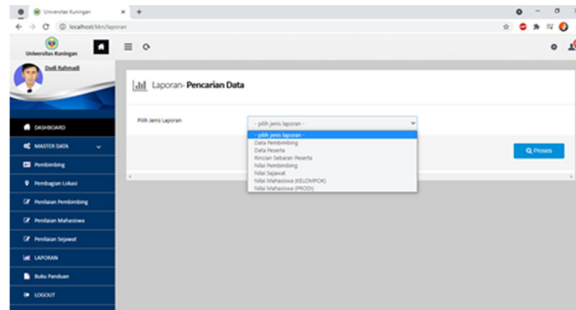 Universitas Kuningan
localhost/kkn/laporan
Universitas Kuningan
Dudi Rahmadi
DASHBOARD
MASTER DATA
Pembimbing
Pembagian Lokasi
Penilaian Pembimbing
Penilaian Mahasiswa
Penilaian Sejawat
LAPORAN
Buku Panduan
LOGOUT
Laporan- Pencarian Data
Pilih Jenis Laporan
- pilih jenis laporan -
- pilih jenis laporan -
Data Pembimbing
Data Peserta
Rincian Sebaran Peserta
Nilai Pembimbing
Nilai Sejawat
Nilai Mahasiswa (KELOMPOK)
Nilai Mahasiswa (PRODI)
Proses